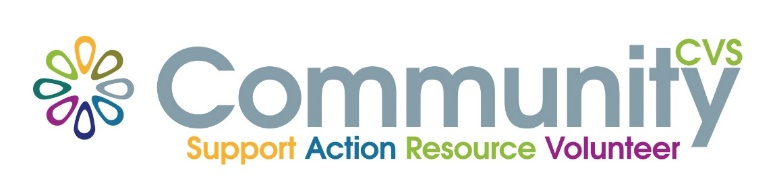 Community CVS
Support Action Resource Volunteer